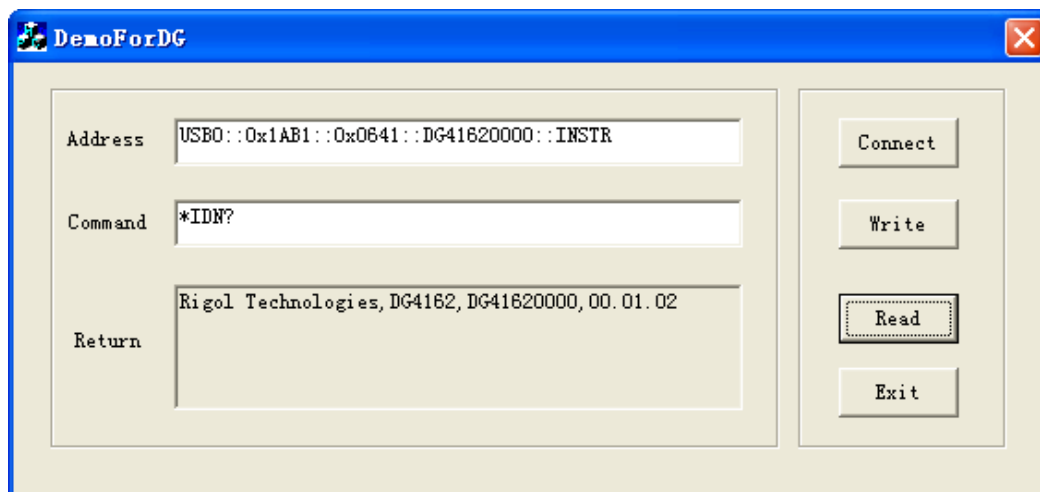 DemoForDG
Address
USB0::0x1AB1::0x0641::DG41620000::INSTR
Connect
Command
*IDN?
Write
Return
Rigol Technologies,DG4162,DG41620000,00.01.02
Read
Exit